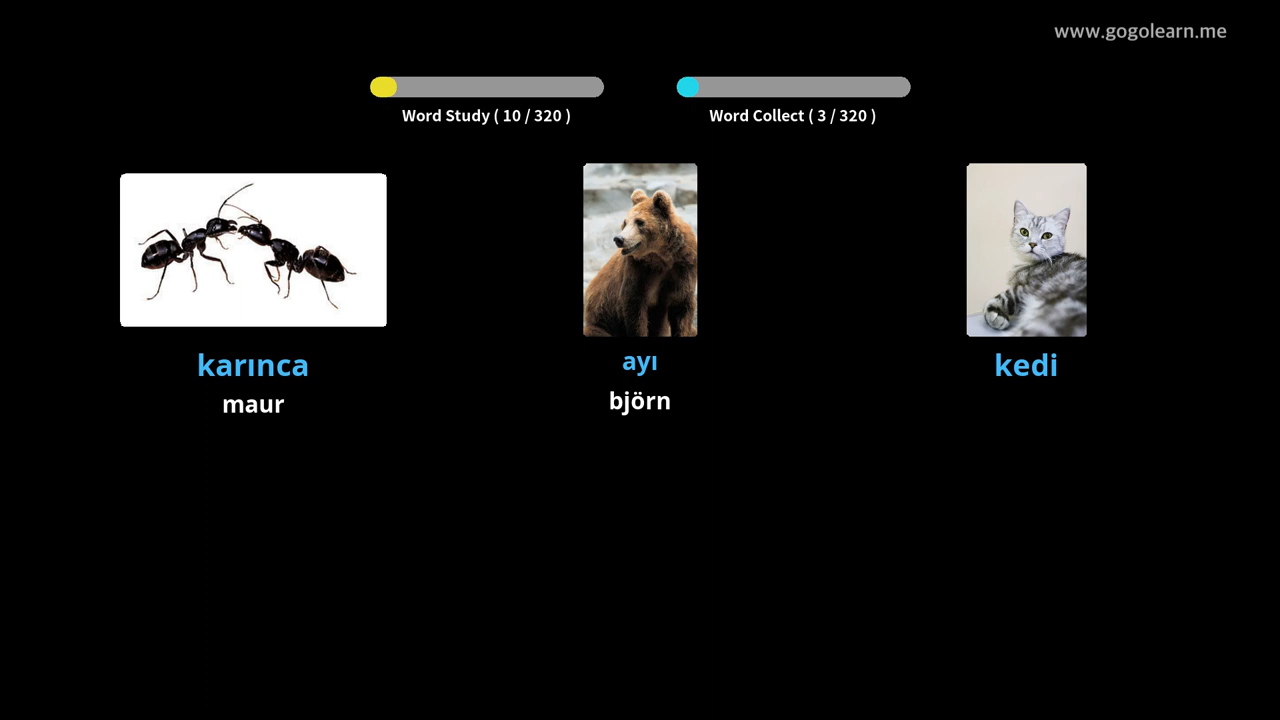 www.gogolearn.me
Word Study ( 10 / 320 )
Word Collect ( 3 / 320 )
karınca
maur
ayı
björn
kedi